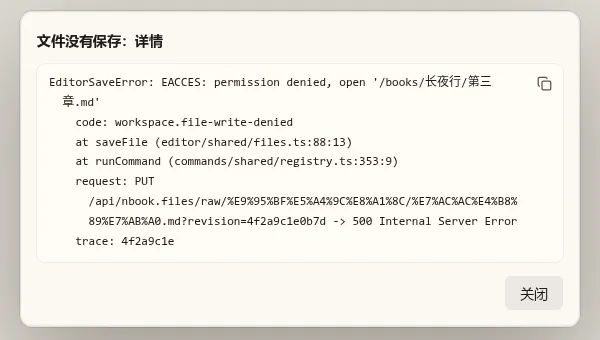 文件没有保存：详情
EditorSaveError: EACCES: permission denied, open '/books/长夜行/第三
章.md'
code: workspace.file-write-denied
at saveFile (editor/shared/files.ts:88:13)
at runCommand (commands/shared/registry.ts:353:9)
request: PUT
/api/nbook.files/raw/%E9%95%BF%E5%A4%9C%E8%A1%8C/%E7%AC%AC%E4%B8%
89%E7%AB%A0.md?revision=4f2a9c1e0b7d -> 500 Internal Server Error
trace: 4f2a9c1e
关闭